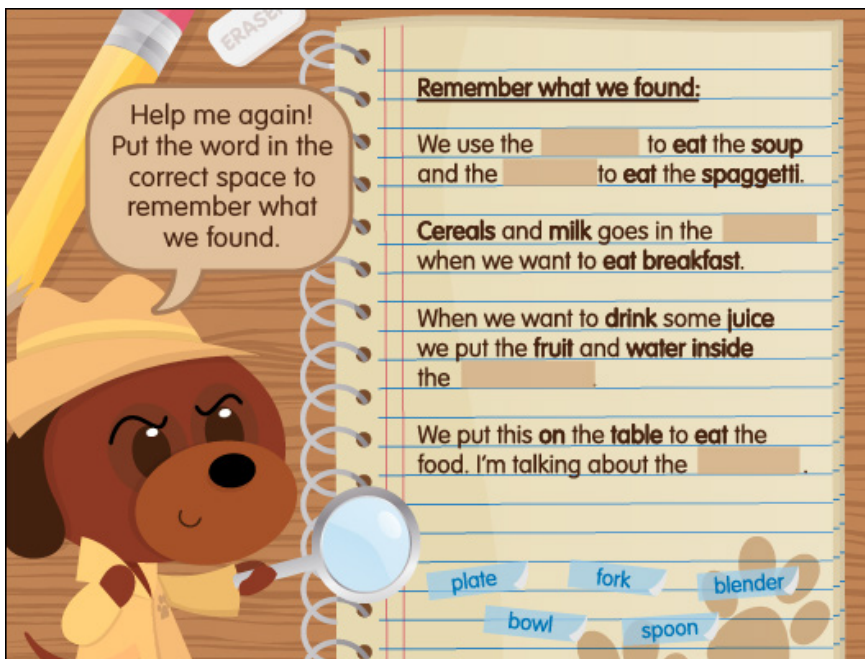 ERASER
Help me again!
Put the word in the
correct space to
remember what
we found.
Remember what we found:
We use the to eat the soup
and the to eat the spaggetti.
Cereals and milk goes in the
when we want to eat breakfast.
When we want to drink some juice
we put the fruit and water inside
the .
We put this on the table to eat the
food. I'm talking about the .
plate fork blender
bowl spoon